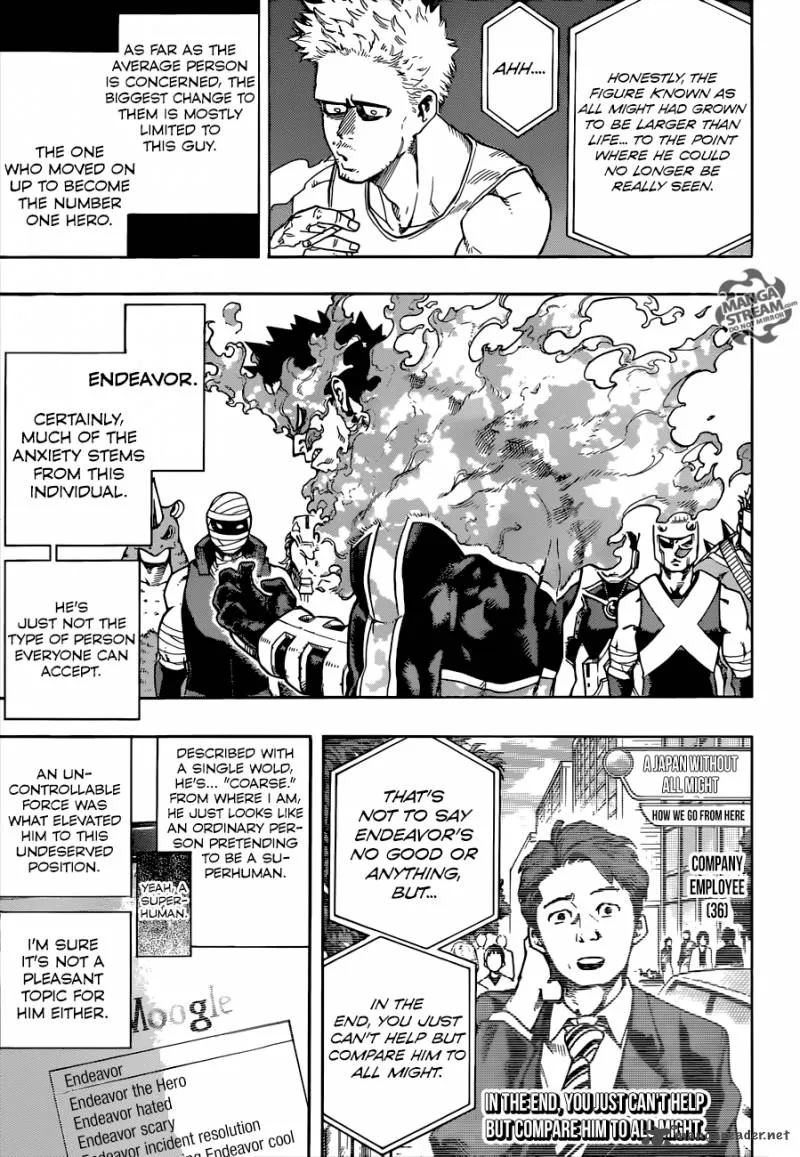 HONESTLY, THE
FIGURE KNOWN AS
ALL MIGHT HAD GROWN
TO BE LARGER THAN
LIFE... TO THE POINT
WHERE HE COULD
NO LONGER BE
REALLY SEEN.
AHH....
AS FAR AS THE
AVERAGE PERSON
IS CONCERNED, THE
BIGGEST CHANGE TO
THEM IS MOSTLY
LIMITED TO
THIS GUY.
THE ONE
WHO MOVED ON
UP TO BECOME
THE NUMBER
ONE HERO.
MANGA
STREAM.com
DO NOT MIRROR!
ENDEAVOR.
CERTAINLY,
MUCH OF THE
ANXIETY STEMS
FROM THIS
INDIVIDUAL.
HE'S
JUST NOT THE
TYPE OF PERSON
EVERYONE CAN
ACCEPT.
A JAPAN WITHOUT
ALL MIGHT
HOW WE GO FROM HERE
COMPANY
EMPLOYEE
(36)
THAT'S
NOT TO SAY
ENDEAVOR'S
NO GOOD OR
ANYTHING,
BUT...
IN THE
END, YOU JUST
CAN'T HELP BUT
COMPARE HIM TO
ALL MIGHT.
IN THE END, YOU JUST CAN'T HELP
BUT COMPARE HIM TO ALL MIGHT.
DESCRIBED WITH
A SINGLE WOLD,
HE'S... "COARSE."
FROM WHERE I AM,
HE JUST LOOKS LIKE
AN ORDINARY PER-
SON PRETENDING
TO BE A SU-
PERHUMAN.
YEAH, A
SUPER-
HUMAN.
AN UN-
CONTROLLABLE
FORCE WAS
WHAT ELEVATED
HIM TO THIS
UNDESERVED
POSITION.
I'M SURE
IT'S NOT A
PLEASANT
TOPIC FOR
HIM EITHER.
Moogle
Endeavor
Endeavor the Hero
Endeavor hated
Endeavor scary
Endeavor incident resolution
Endeavor cool